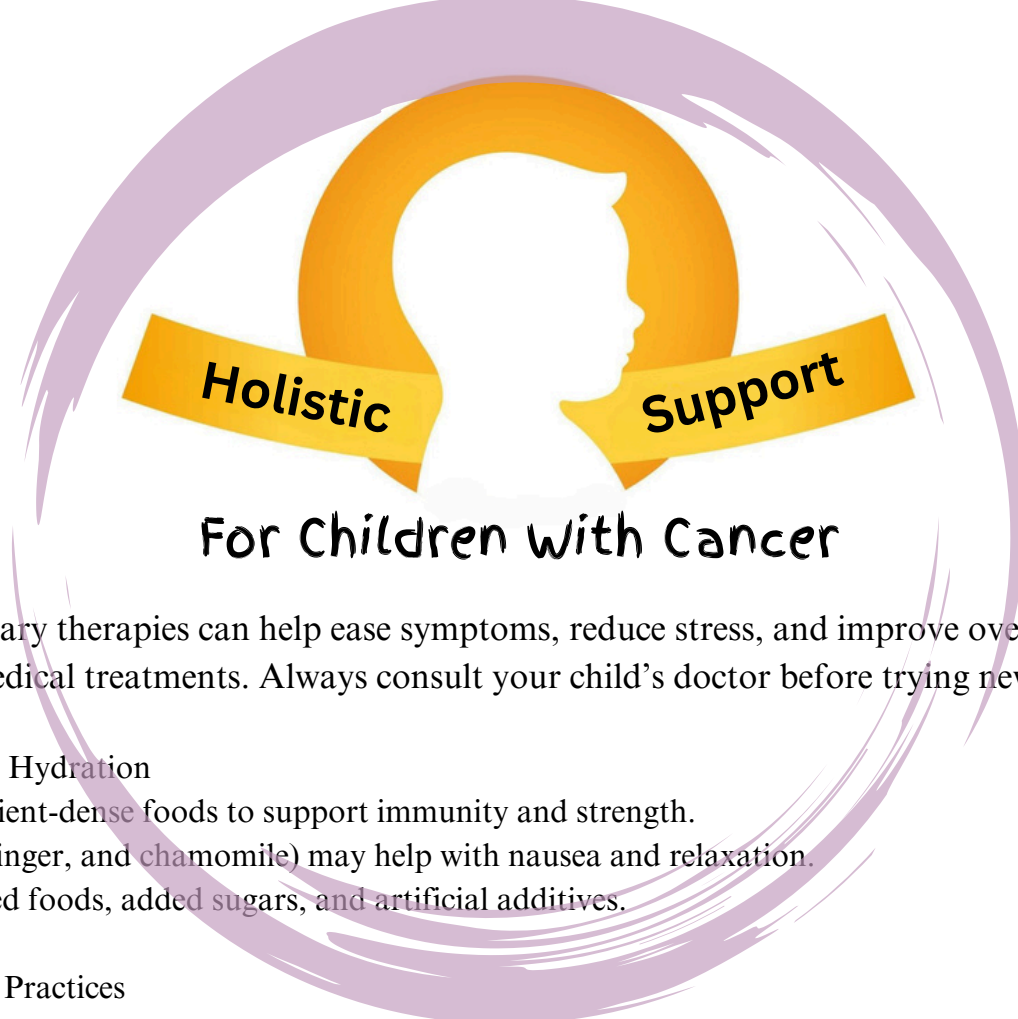 Holistic Support
For Children With Cancer
ary therapies can help ease symptoms, reduce stress, and improve ove
edical treatments. Always consult your child’s doctor before trying new
Hydration
ient-dense foods to support immunity and strength.
inger, and chamomile) may help with nausea and relaxation.
ed foods, added sugars, and artificial additives.
Practices